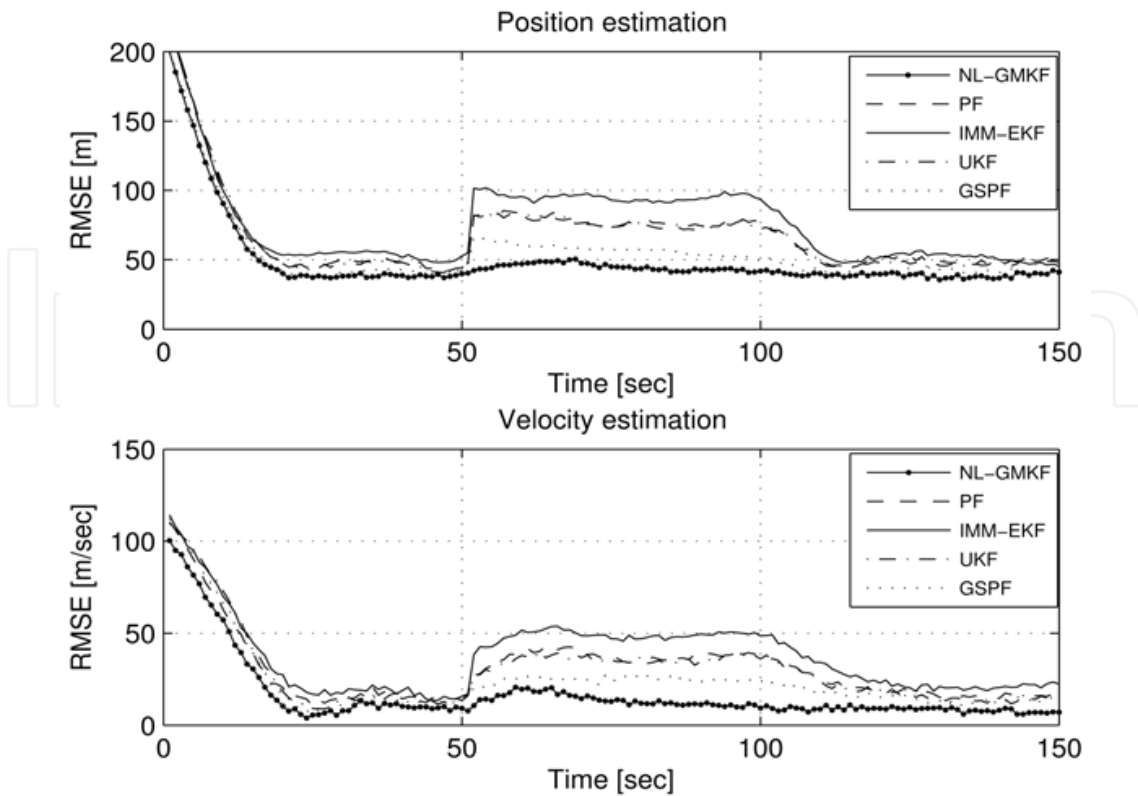 Position estimation
200
150
100
50
0
RMSE [m]
NL-GMKF
PF
IMM-EKF
UKF
GSPF
0 50 100 150
Time [sec]
Velocity estimation
150
100
50
0
RMSE [m/sec]
NL-GMKF
PF
IMM-EKF
UKF
GSPF
0 50 100 150
Time [sec]